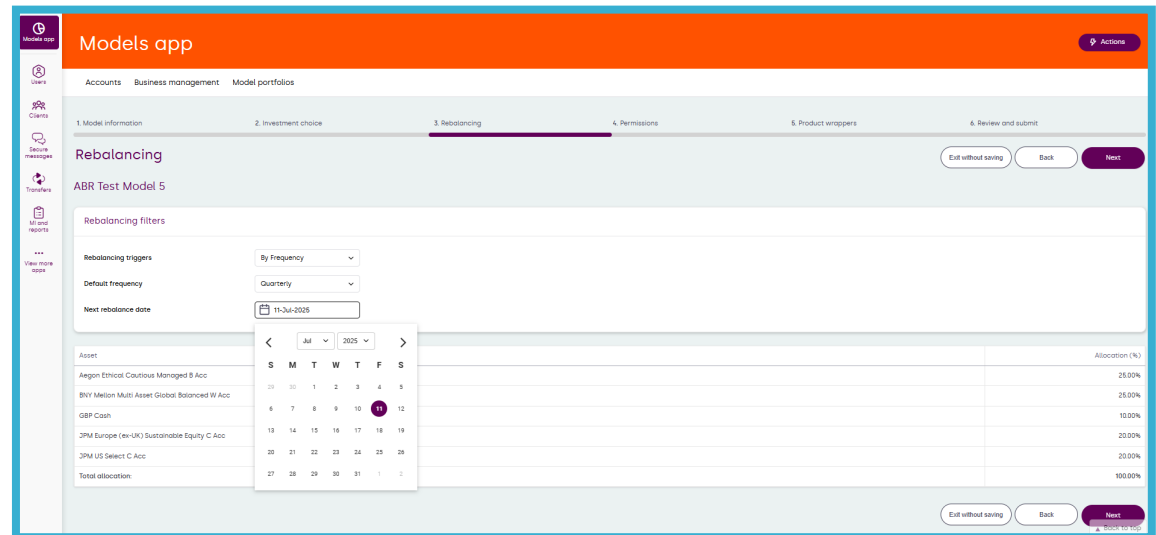 Models app
Models app
Actions
Users
Accounts Business management Model portfolios
Clients
1. Model information 2. Investment choice 3. Rebalancing 4. Permissions 5. Product wrappers 6. Review and submit
Secure
messages
Rebalancing
Exit without saving Back Next
Transfers
ABR Test Model 5
MI and
reports
Rebalancing filters
View more
apps
Rebalancing triggers By Frequency
Default frequency Quarterly
Next rebalance date 11-Jul-2025
Jul 2025
S M T W T F S
29 30 1 2 3 4 5
6 7 8 9 10 11 12
13 14 15 16 17 18 19
20 21 22 23 24 25 26
27 28 29 30 31 1 2
Asset Allocation (%)
Aegon Ethical Cautious Managed B Acc 25.00%
BNY Mellon Multi Asset Global Balanced W Acc 25.00%
GBP Cash 10.00%
JPM Europe (ex-UK) Sustainable Equity C Acc 20.00%
JPM US Select C Acc 20.00%
Total allocation: 100.00%
Exit without saving Back Next
Back to top